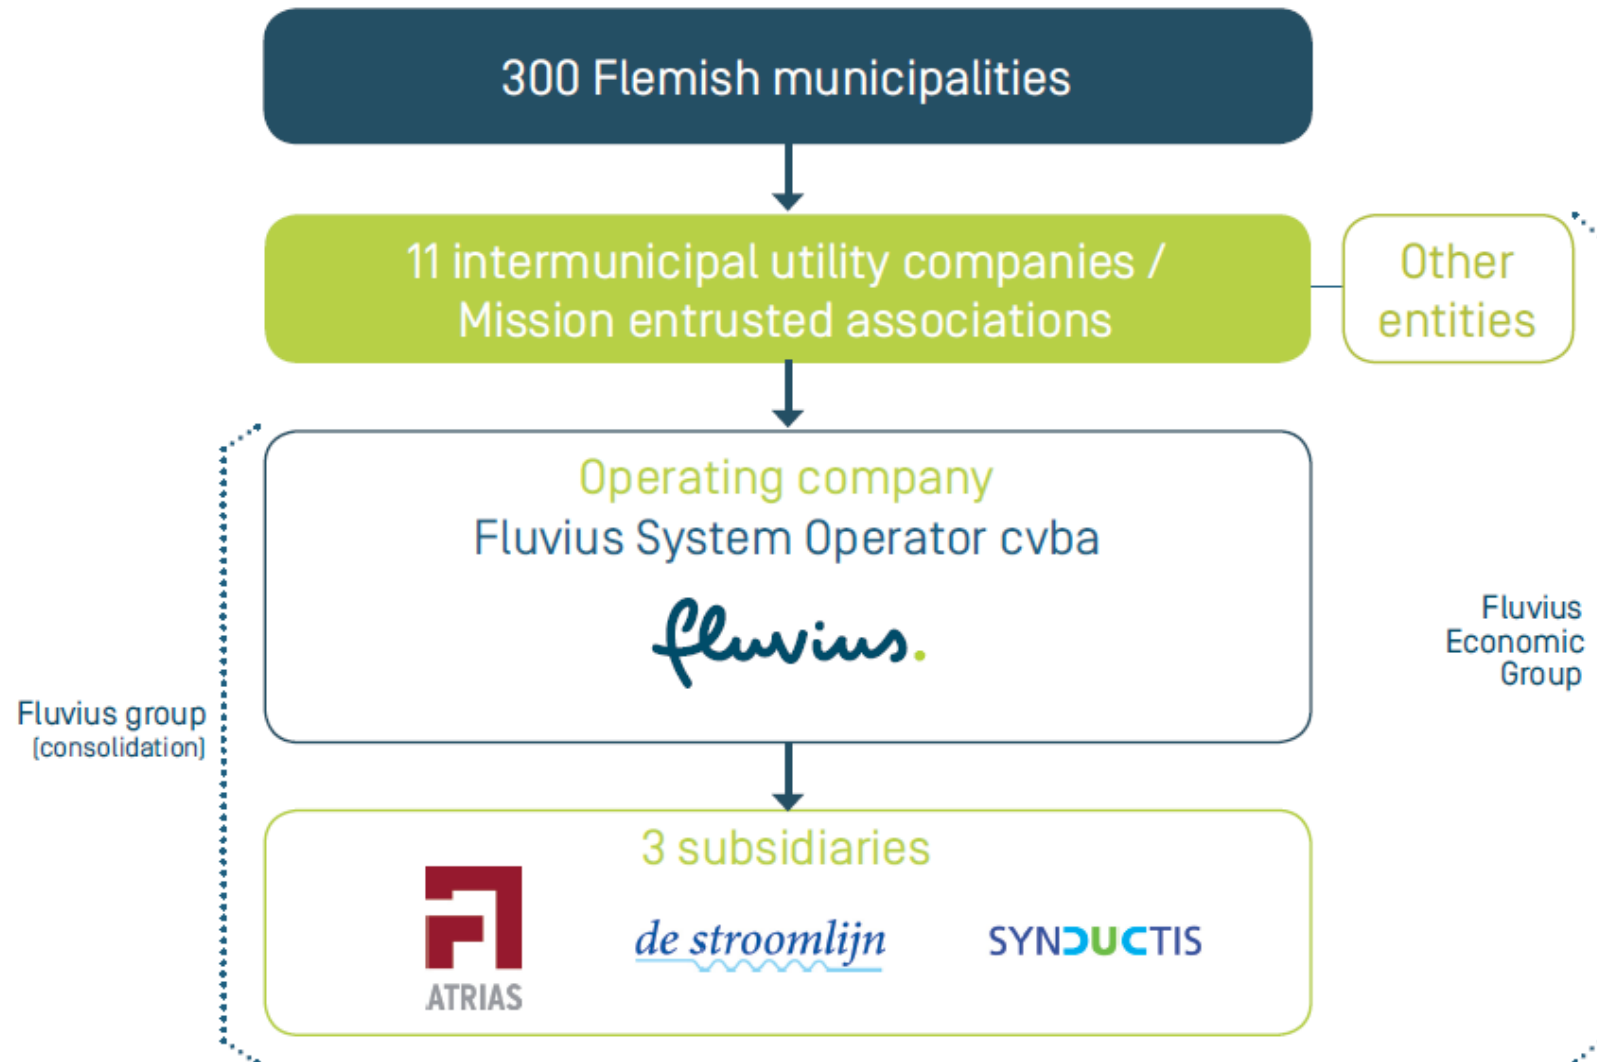 300 Flemish municipalities
11 intermunicipal utility companies /
Mission entrusted associations
Other
entities
Operating company
Fluvius System Operator cvba
fluvius.
Fluvius
Economic
Group
Fluvius group
(consolidation)
3 subsidiaries
ATRIAS
de stroomlijn
SYNDUCTIS